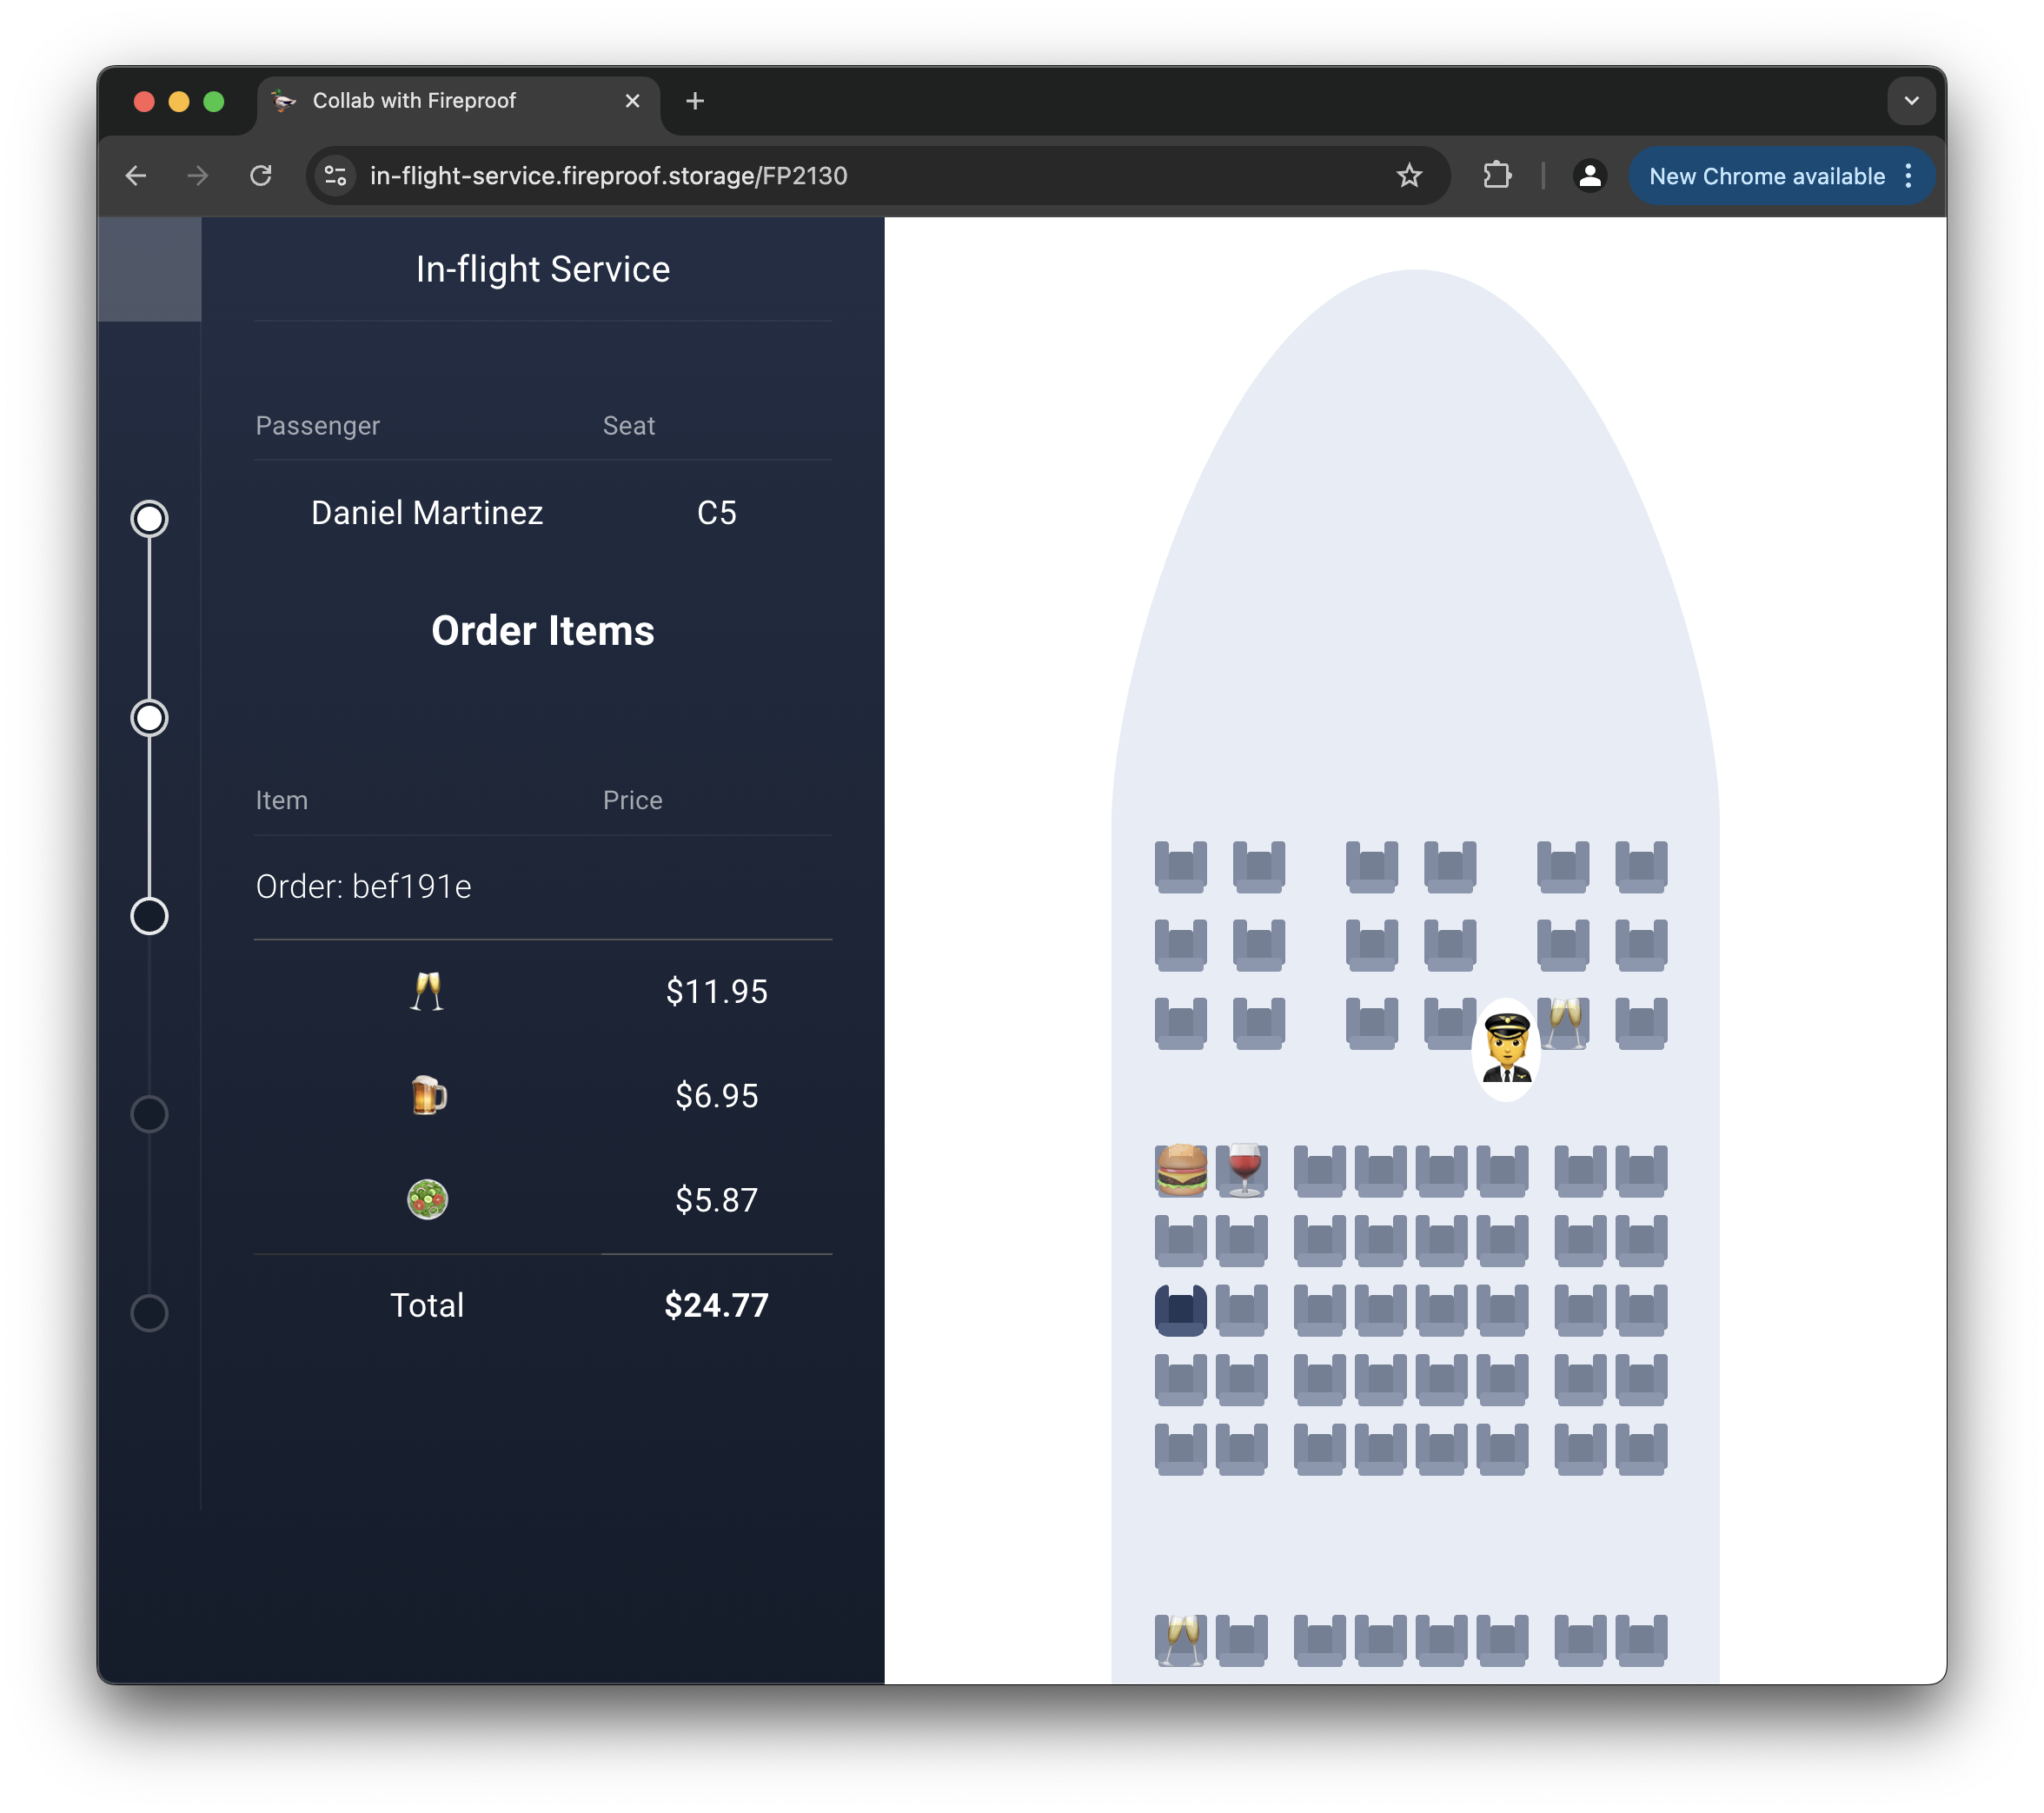 Collab with Fireproof
in-flight-service.fireproof.storage/FP2130
New Chrome available
In-flight Service
Passenger Seat
Daniel Martinez C5
Order Items
Item Price
Order: bef191e
$11.95
$6.95
$5.87
Total $24.77